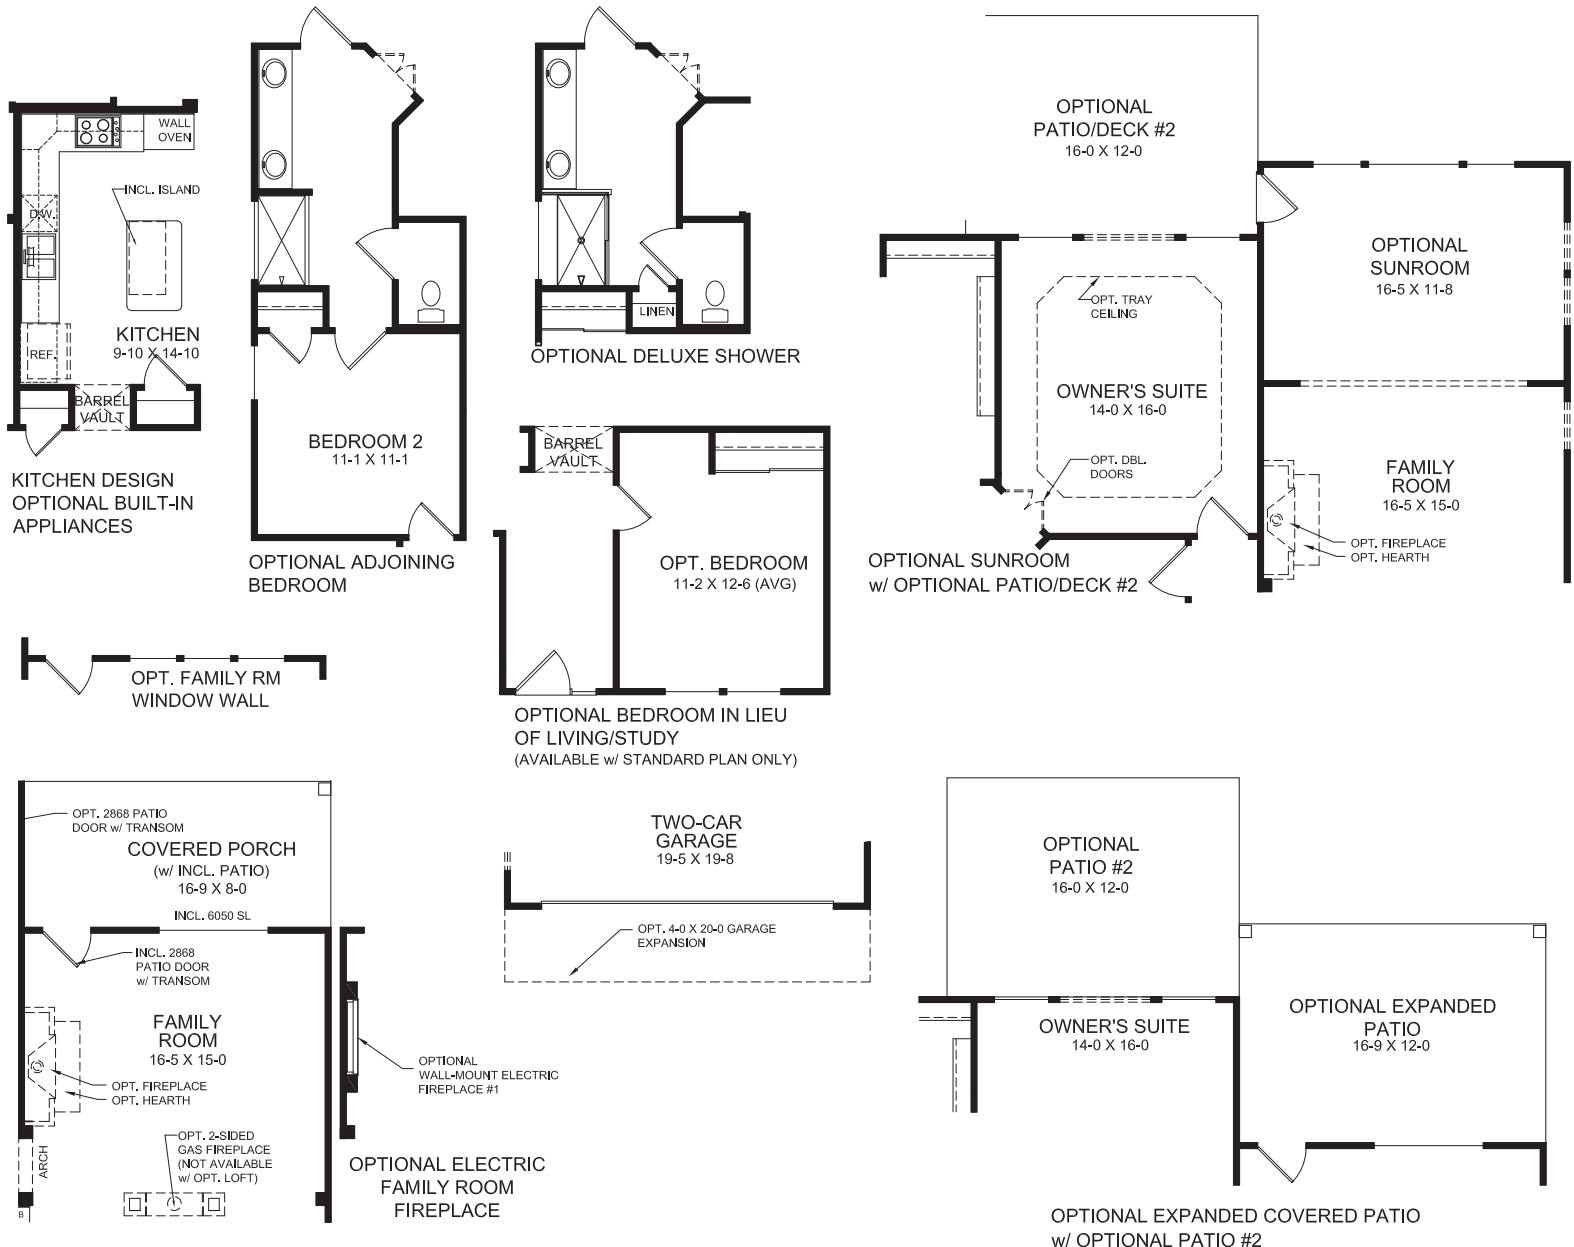 WALL
OVEN
INCL. ISLAND
D.W.
KITCHEN
9-10 X 14-10
REF.
BARREL
VAULT
KITCHEN DESIGN
OPTIONAL BUILT-IN
APPLIANCES
BEDROOM 2
11-1 X 11-1
OPTIONAL ADJOINING
BEDROOM
LINEN
OPTIONAL DELUXE SHOWER
BARREL
VAULT
OPT. BEDROOM
11-2 X 12-6 (AVG)
OPTIONAL BEDROOM IN LIEU
OF LIVING/STUDY
(AVAILABLE w/ STANDARD PLAN ONLY)
OPTIONAL
PATIO/DECK #2
16-0 X 12-0
OPTIONAL
SUNROOM
16-5 X 11-8
OPT. TRAY
CEILING
OWNER'S SUITE
14-0 X 16-0
OPT. DBL.
DOORS
FAMILY
ROOM
16-5 X 15-0
OPT. FIREPLACE
OPT. HEARTH
OPTIONAL SUNROOM
w/ OPTIONAL PATIO/DECK #2
OPT. FAMILY RM
WINDOW WALL
OPT. 2868 PATIO
DOOR w/ TRANSOM
COVERED PORCH
(w/ INCL. PATIO)
16-9 X 8-0
INCL. 6050 SL
INCL. 2868
PATIO DOOR
w/ TRANSOM
FAMILY
ROOM
16-5 X 15-0
OPT. FIREPLACE
OPT. HEARTH
OPT. 2-SIDED
GAS FIREPLACE
(NOT AVAILABLE
w/ OPT. LOFT)
ARCH
B
OPTIONAL
WALL-MOUNT ELECTRIC
FIREPLACE #1
OPTIONAL ELECTRIC
FAMILY ROOM
FIREPLACE
TWO-CAR
GARAGE
19-5 X 19-8
OPT. 4-0 X 20-0 GARAGE
EXPANSION
OPTIONAL
PATIO #2
16-0 X 12-0
OWNER'S SUITE
14-0 X 16-0
OPTIONAL EXPANDED
PATIO
16-9 X 12-0
OPTIONAL EXPANDED COVERED PATIO
w/ OPTIONAL PATIO #2